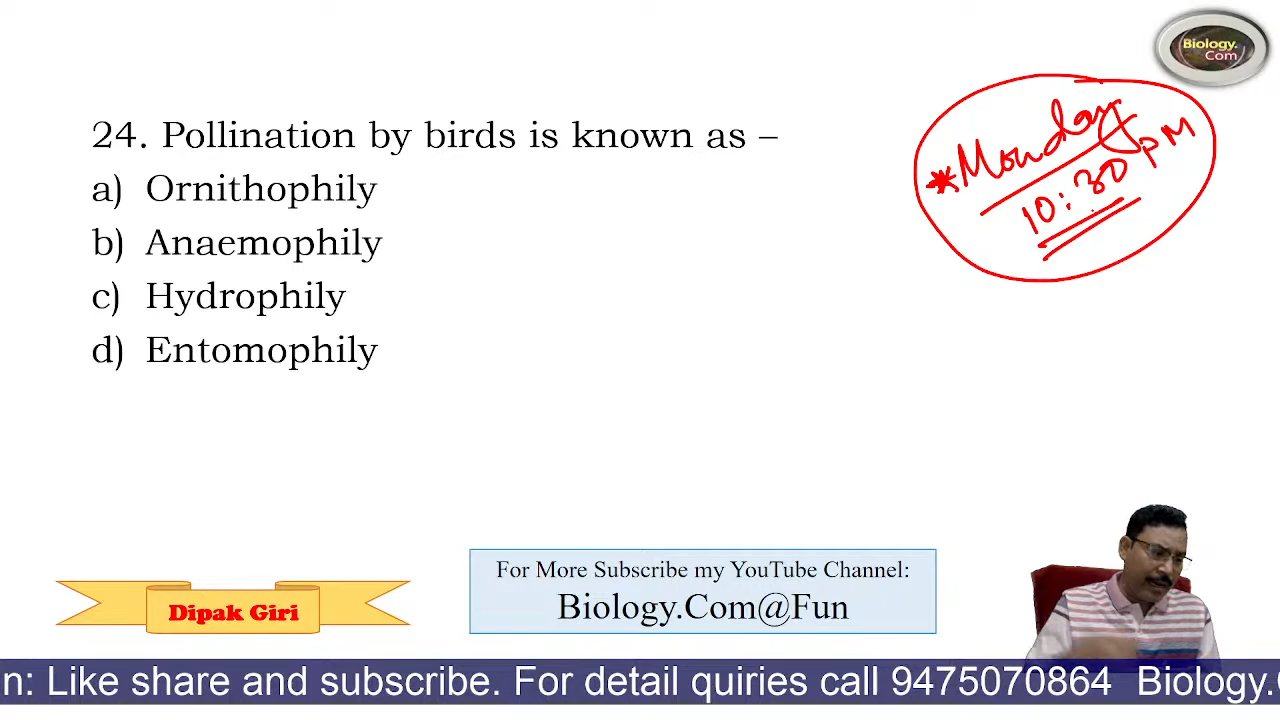 Biology.
Com
24. Pollination by birds is known as –
a) Ornithophily
b) Anaemophily
c) Hydrophily
d) Entomophily
*Monday
10:30 PM
For More Subscribe my YouTube Channel:
Biology.Com@Fun
Dipak Giri
n: Like share and subscribe. For detail quiries call 9475070864 Biology.